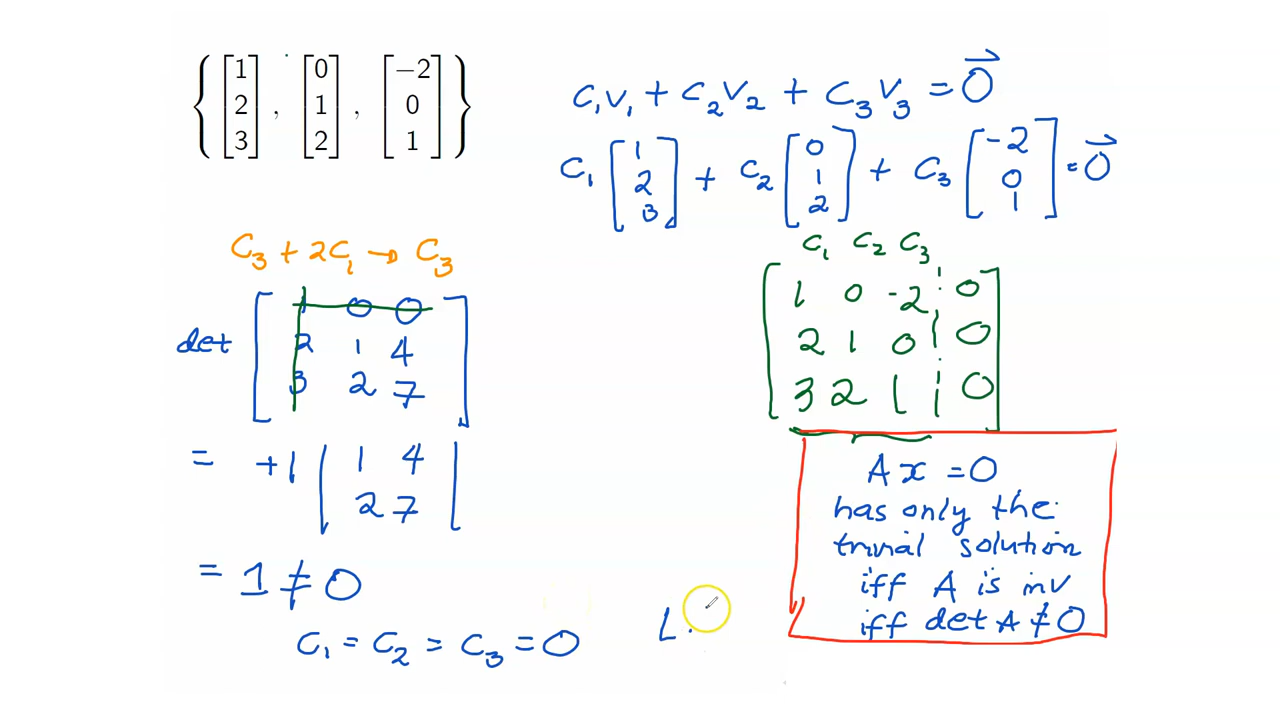 { [1 2 3], [0 1 2], [-2 0 1] }
C₁V₁ + C₂V₂ + C₃V₃ = 0⃗
C₁ [1 2 3] + C₂ [0 1 2] + C₃ [-2 0 1] = 0⃗
C₃ + 2C₁ → C₃
det [ 1 0 0
2 1 4
3 2 7 ]
= +1 | 1 4
2 7 |
= 1 ≠ 0
C₁ = C₂ = C₃ = 0
C₁ C₂ C₃
[ 1 0 -2 ¦ 0
2 1 0 ¦ 0
3 2 1 ¦ 0 ]
Ax = 0
has only the
trivial solution
iff A is inv
iff det A ≠ 0
L.